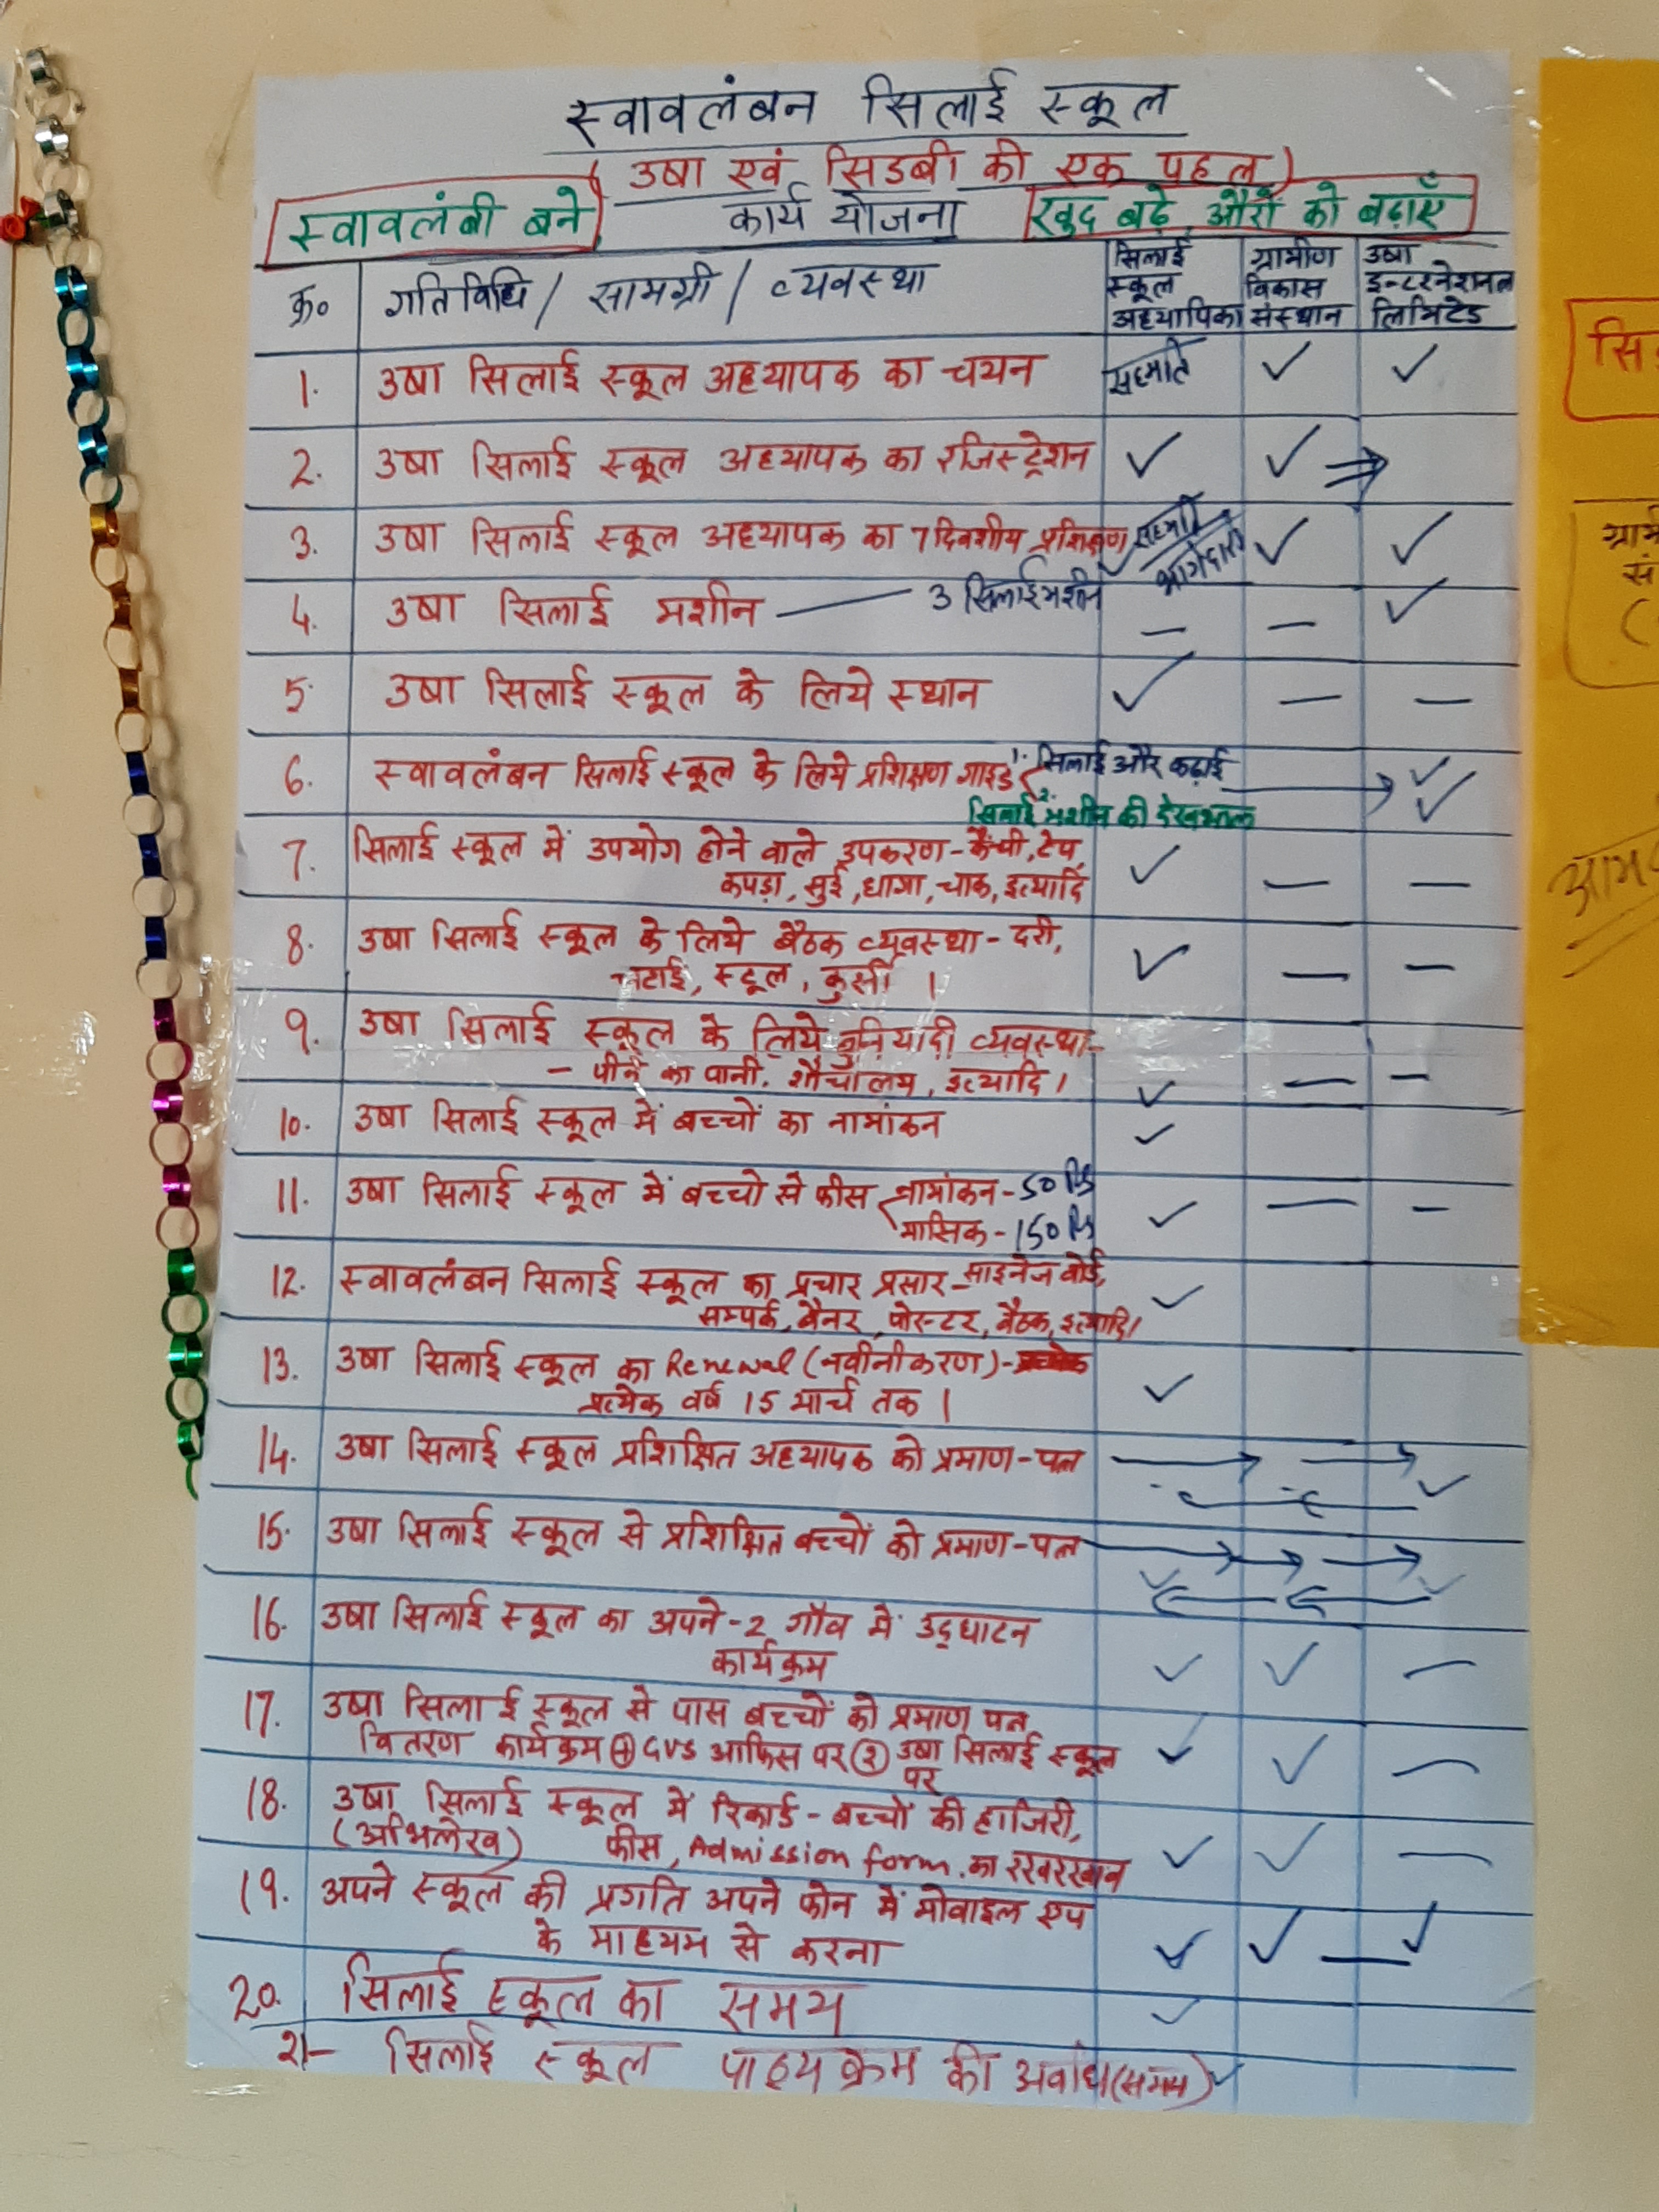 स्वावलंबन सिलाई स्कूल
(उषा एवं सिडबी की एक पहल)
स्वावलंबी बने
कार्य योजना
खुद बढ़े, औरों को बढ़ाएँ
क्र० गतिविधि / सामग्री / व्यवस्था
सिलाई स्कूल अध्यापिका
ग्रामीण विकास संस्थान
उषा इन्टरनेशनल लिमिटेड
1. उषा सिलाई स्कूल अध्यापक का चयन सहमति ✓ ✓
2. उषा सिलाई स्कूल अध्यापक का रजिस्ट्रेशन ✓ ✓ ⇒
3. उषा सिलाई स्कूल अध्यापक का 7 दिवशीय प्रशिक्षण ✓ सहमति ✓ ✓
भागेदारी
4. उषा सिलाई मशीन — 3 सिलाई मशीन — — ✓
5. उषा सिलाई स्कूल के लिये स्थान ✓ — —
6. स्वावलंबन सिलाई स्कूल के लिये प्रशिक्षण गाइड 1. सिलाई और कढ़ाई → ✓
2. सिलाई मशीन की देखभाल ✓
7. सिलाई स्कूल में उपयोग होने वाले उपकरण - कैंची, टेप,
कपड़ा, सुई, धागा, चाक, इत्यादि ✓ — —
8. उषा सिलाई स्कूल के लिये बैठक व्यवस्था - दरी,
चटाई, स्टूल, कुर्सी । ✓ — —
9. उषा सिलाई स्कूल के लिये बुनियादी व्यवस्था-
- पीने का पानी, शौचालय, इत्यादि । ✓ — —
10. उषा सिलाई स्कूल में बच्चों का नामांकन ✓
11. उषा सिलाई स्कूल में बच्चो से फीस नामांकन - 50 Rs
मासिक - 150 Rs ✓ — —
12. स्वावलंबन सिलाई स्कूल का प्रचार प्रसार - साइनेज बोर्ड,
सम्पर्क, बैनर, पोस्टर, बैठक, इत्यादि। ✓
13. उषा सिलाई स्कूल का Renewal (नवीनीकरण) -
प्रत्येक वर्ष 15 मार्च तक । ✓
14. उषा सिलाई स्कूल प्रशिक्षित अध्यापक को प्रमाण-पत्र → → ✓
15. उषा सिलाई स्कूल से प्रशिक्षित बच्चों को प्रमाण-पत्र → → →
16. उषा सिलाई स्कूल का अपने-2 गाँव में उद्घाटन
कार्यक्रम ✓ ✓ —
17. उषा सिलाई स्कूल से पास बच्चों को प्रमाण पत्र
वितरण कार्यक्रम ① GVS आफिस पर ② उषा सिलाई स्कूल
पर ✓ ✓ —
18. उषा सिलाई स्कूल में रिकार्ड - बच्चों की हाजिरी,
(अभिलेख) फीस, Admission form. का रखरखाव ✓ ✓ —
19. अपने स्कूल की प्रगति अपने फोन में मोबाइल एप
के माध्यम से करना ✓ ✓ — ✓
20. सिलाई स्कूल का समय ✓
21- सिलाई स्कूल पाठ्यक्रम की अवधि (समय) ✓
सि
ग्राम
सं